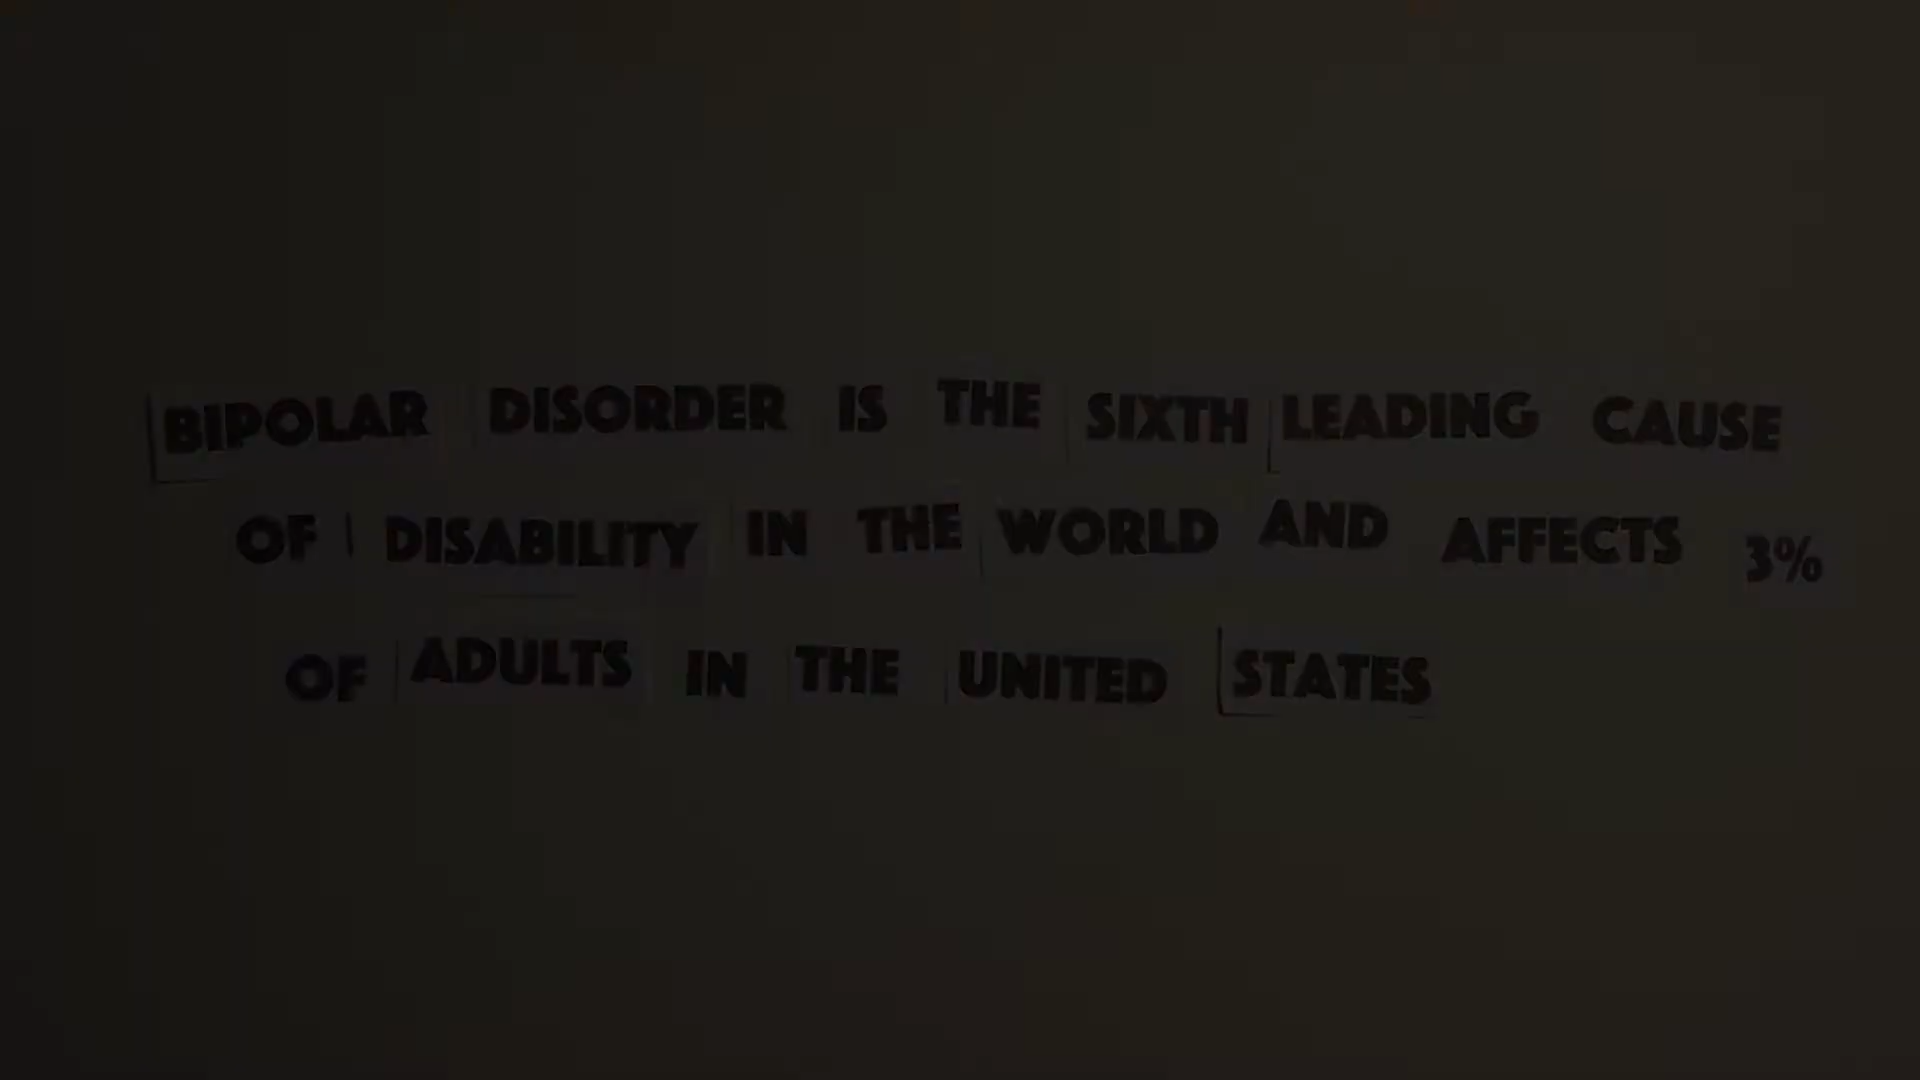 BIPOLAR DISORDER IS THE SIXTH LEADING CAUSE
OF DISABILITY IN THE WORLD AND AFFECTS 3%
OF ADULTS IN THE UNITED STATES